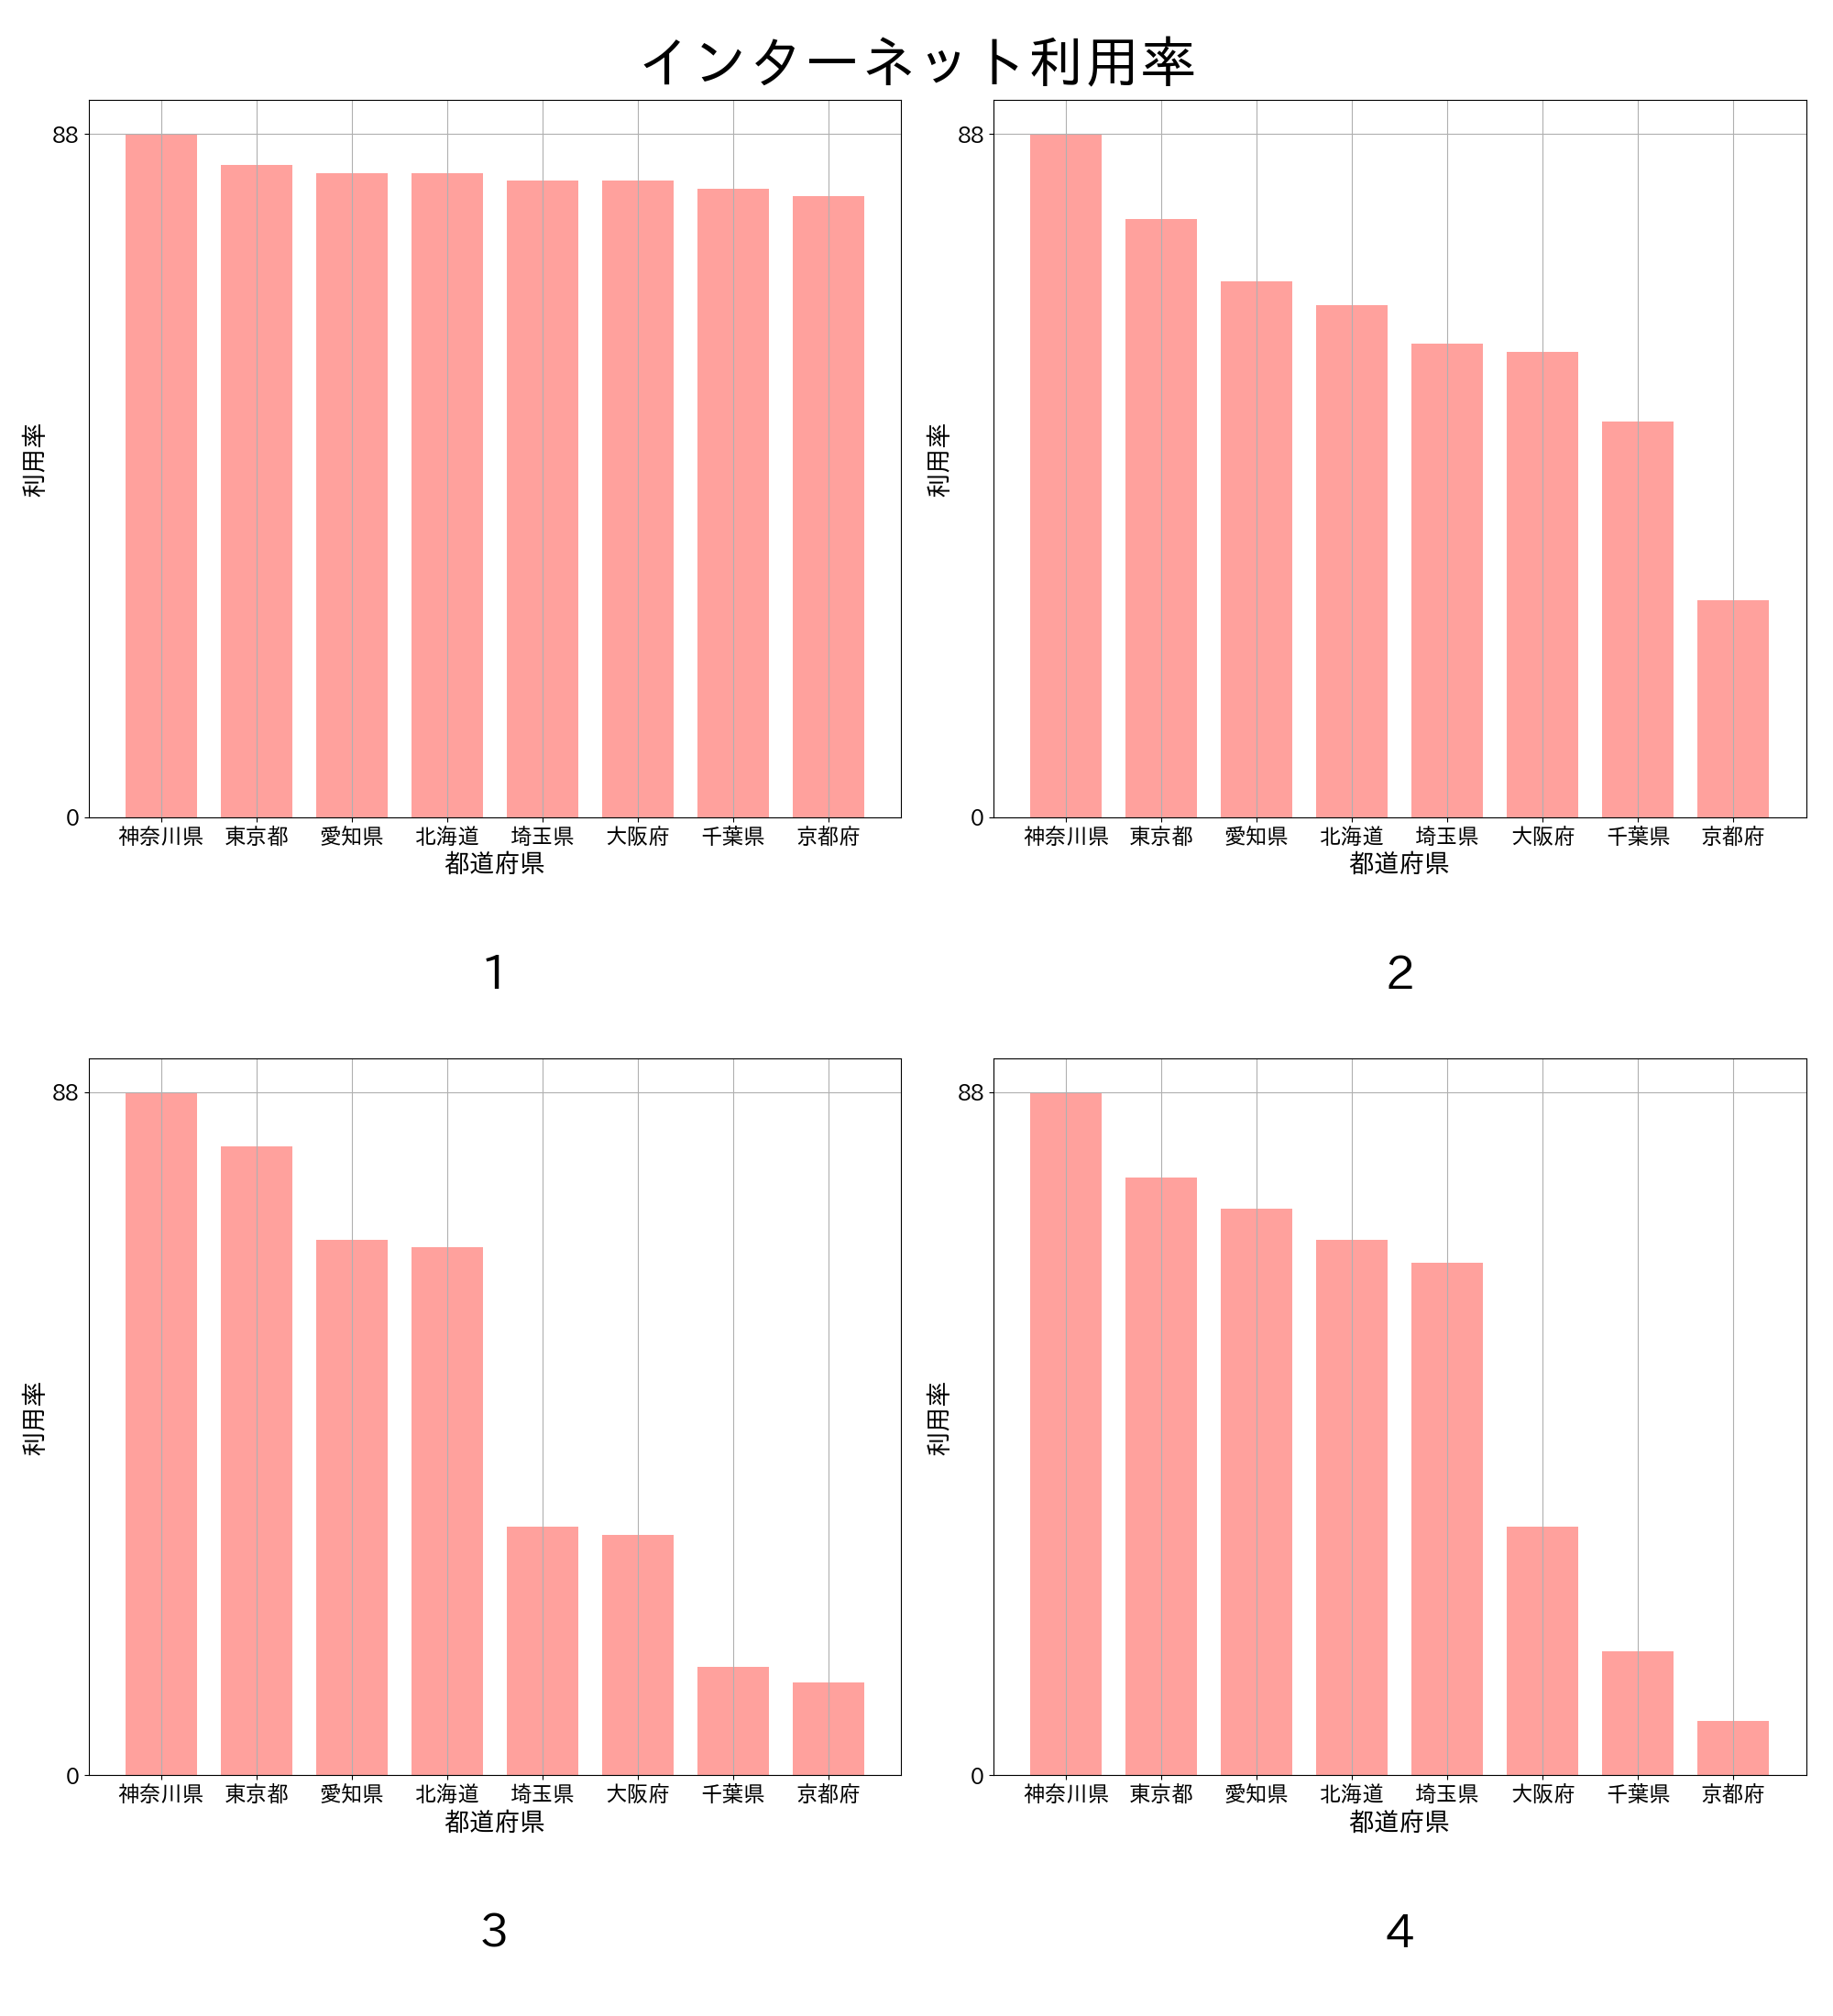 インターネット利用率
88
0
利用率
神奈川県 東京都 愛知県 北海道 埼玉県 大阪府 千葉県 京都府
都道府県
1
88
0
利用率
神奈川県 東京都 愛知県 北海道 埼玉県 大阪府 千葉県 京都府
都道府県
2
88
0
利用率
神奈川県 東京都 愛知県 北海道 埼玉県 大阪府 千葉県 京都府
都道府県
3
88
0
利用率
神奈川県 東京都 愛知県 北海道 埼玉県 大阪府 千葉県 京都府
都道府県
4